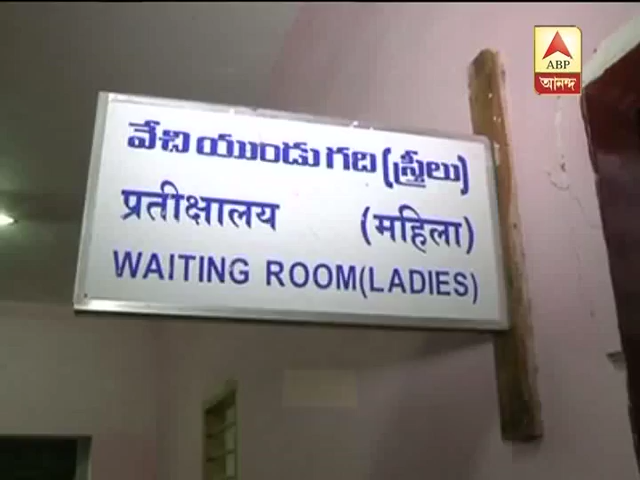 ABP
আনন্দ
వేచి యుండు గది (స్త్రీలు)
प्रतीक्षालय (महिला)
WAITING ROOM(LADIES)